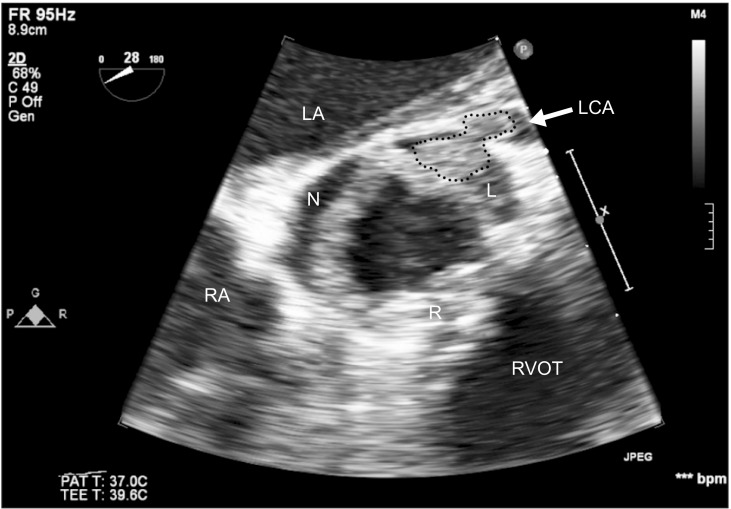 FR 95Hz
8.9cm
2D
68%
C 49
P Off
Gen
0 28 180
M4
P
LA
LCA
N
L
X
RA
R
RVOT
G
P R
JPEG
PAT T: 37.0C
TEE T: 39.6C
*** bpm